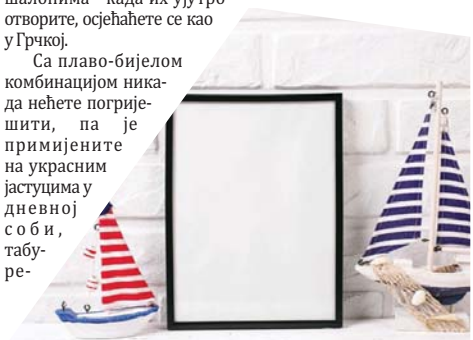 шалонима – када их ујутро
отворите, осјећаћете се као
у Грчкој.
Са плаво-бијелом
комбинацијом ника-
да нећете погрије-
шити, па је
примијените
на украсним
јастуцима у
дневној
соби,
табу-
ре-